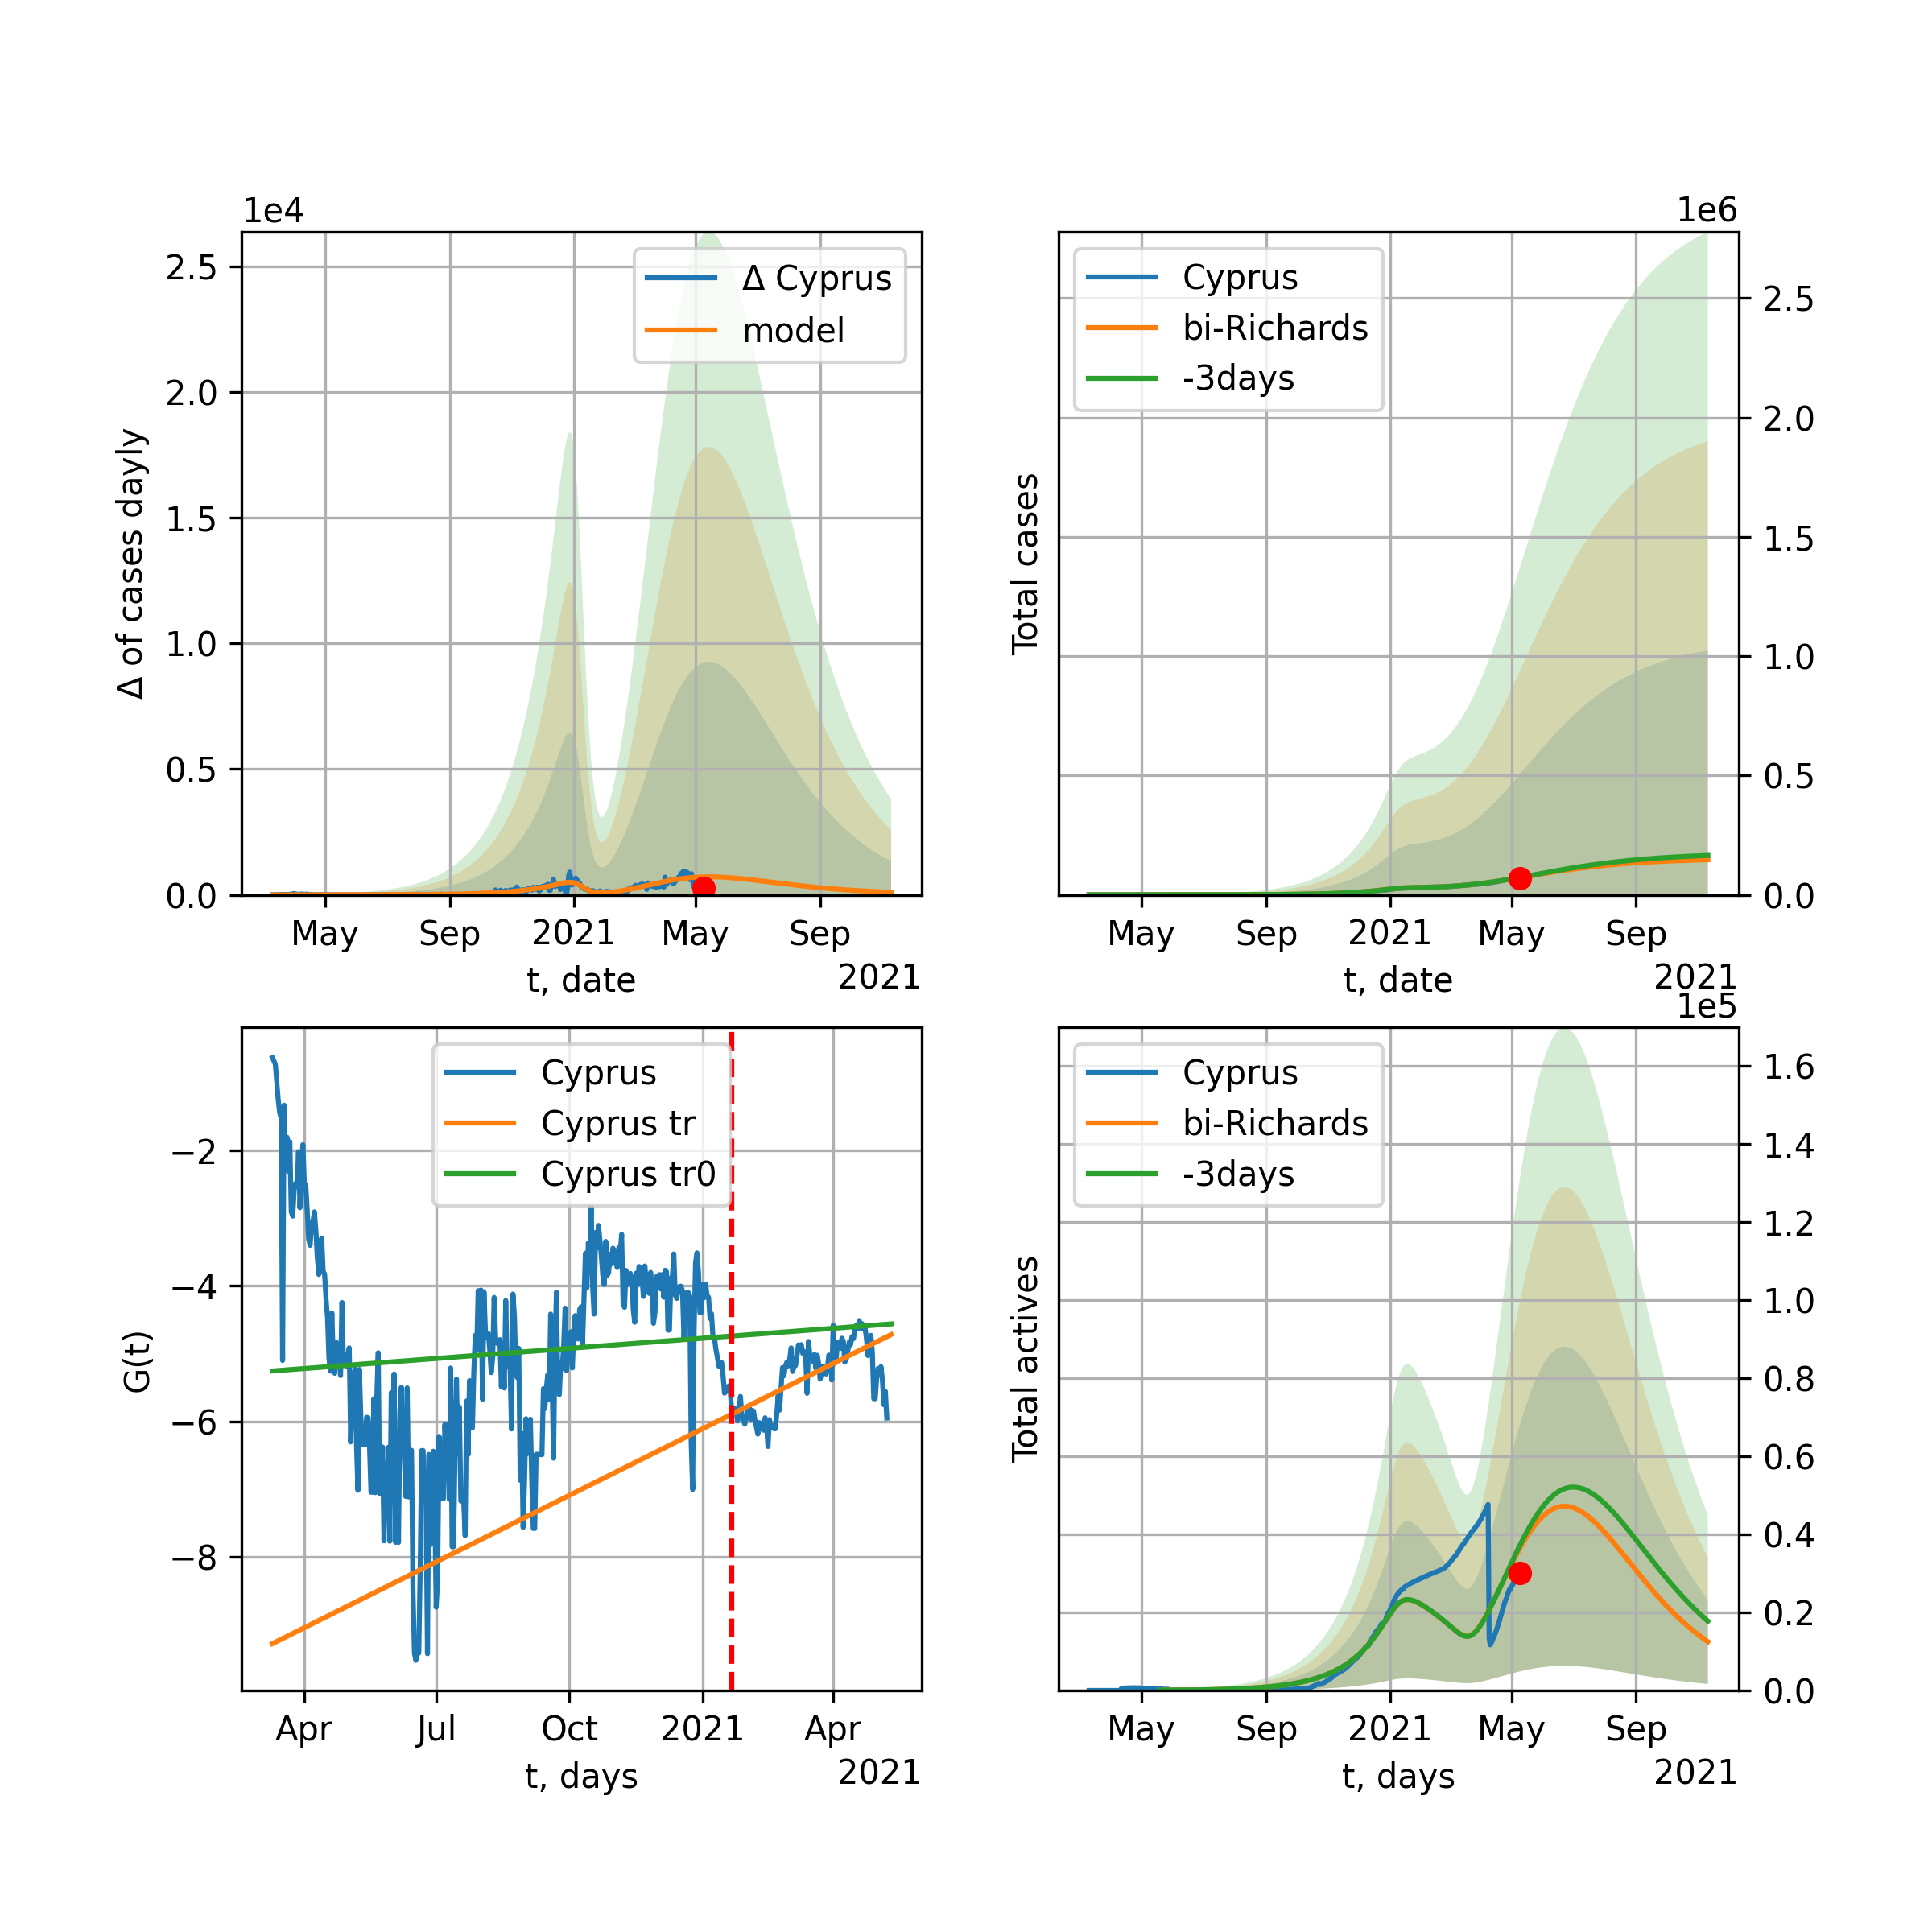 1e4
2.5
2.0
1.5
1.0
0.5
0.0
Δ of cases dayly
Δ Cyprus
model
May Sep 2021 May Sep
t, date
2021
1e6
Cyprus
bi-Richards
-3days
Total cases
2.5
2.0
1.5
1.0
0.5
0.0
May Sep 2021 May Sep
t, date
2021
−2
−4
−6
−8
G(t)
Cyprus
Cyprus tr
Cyprus tr0
Apr Jul Oct 2021 Apr
t, days
2021
1e5
Cyprus
bi-Richards
-3days
Total actives
1.6
1.4
1.2
1.0
0.8
0.6
0.4
0.2
0.0
May Sep 2021 May Sep
t, days
2021